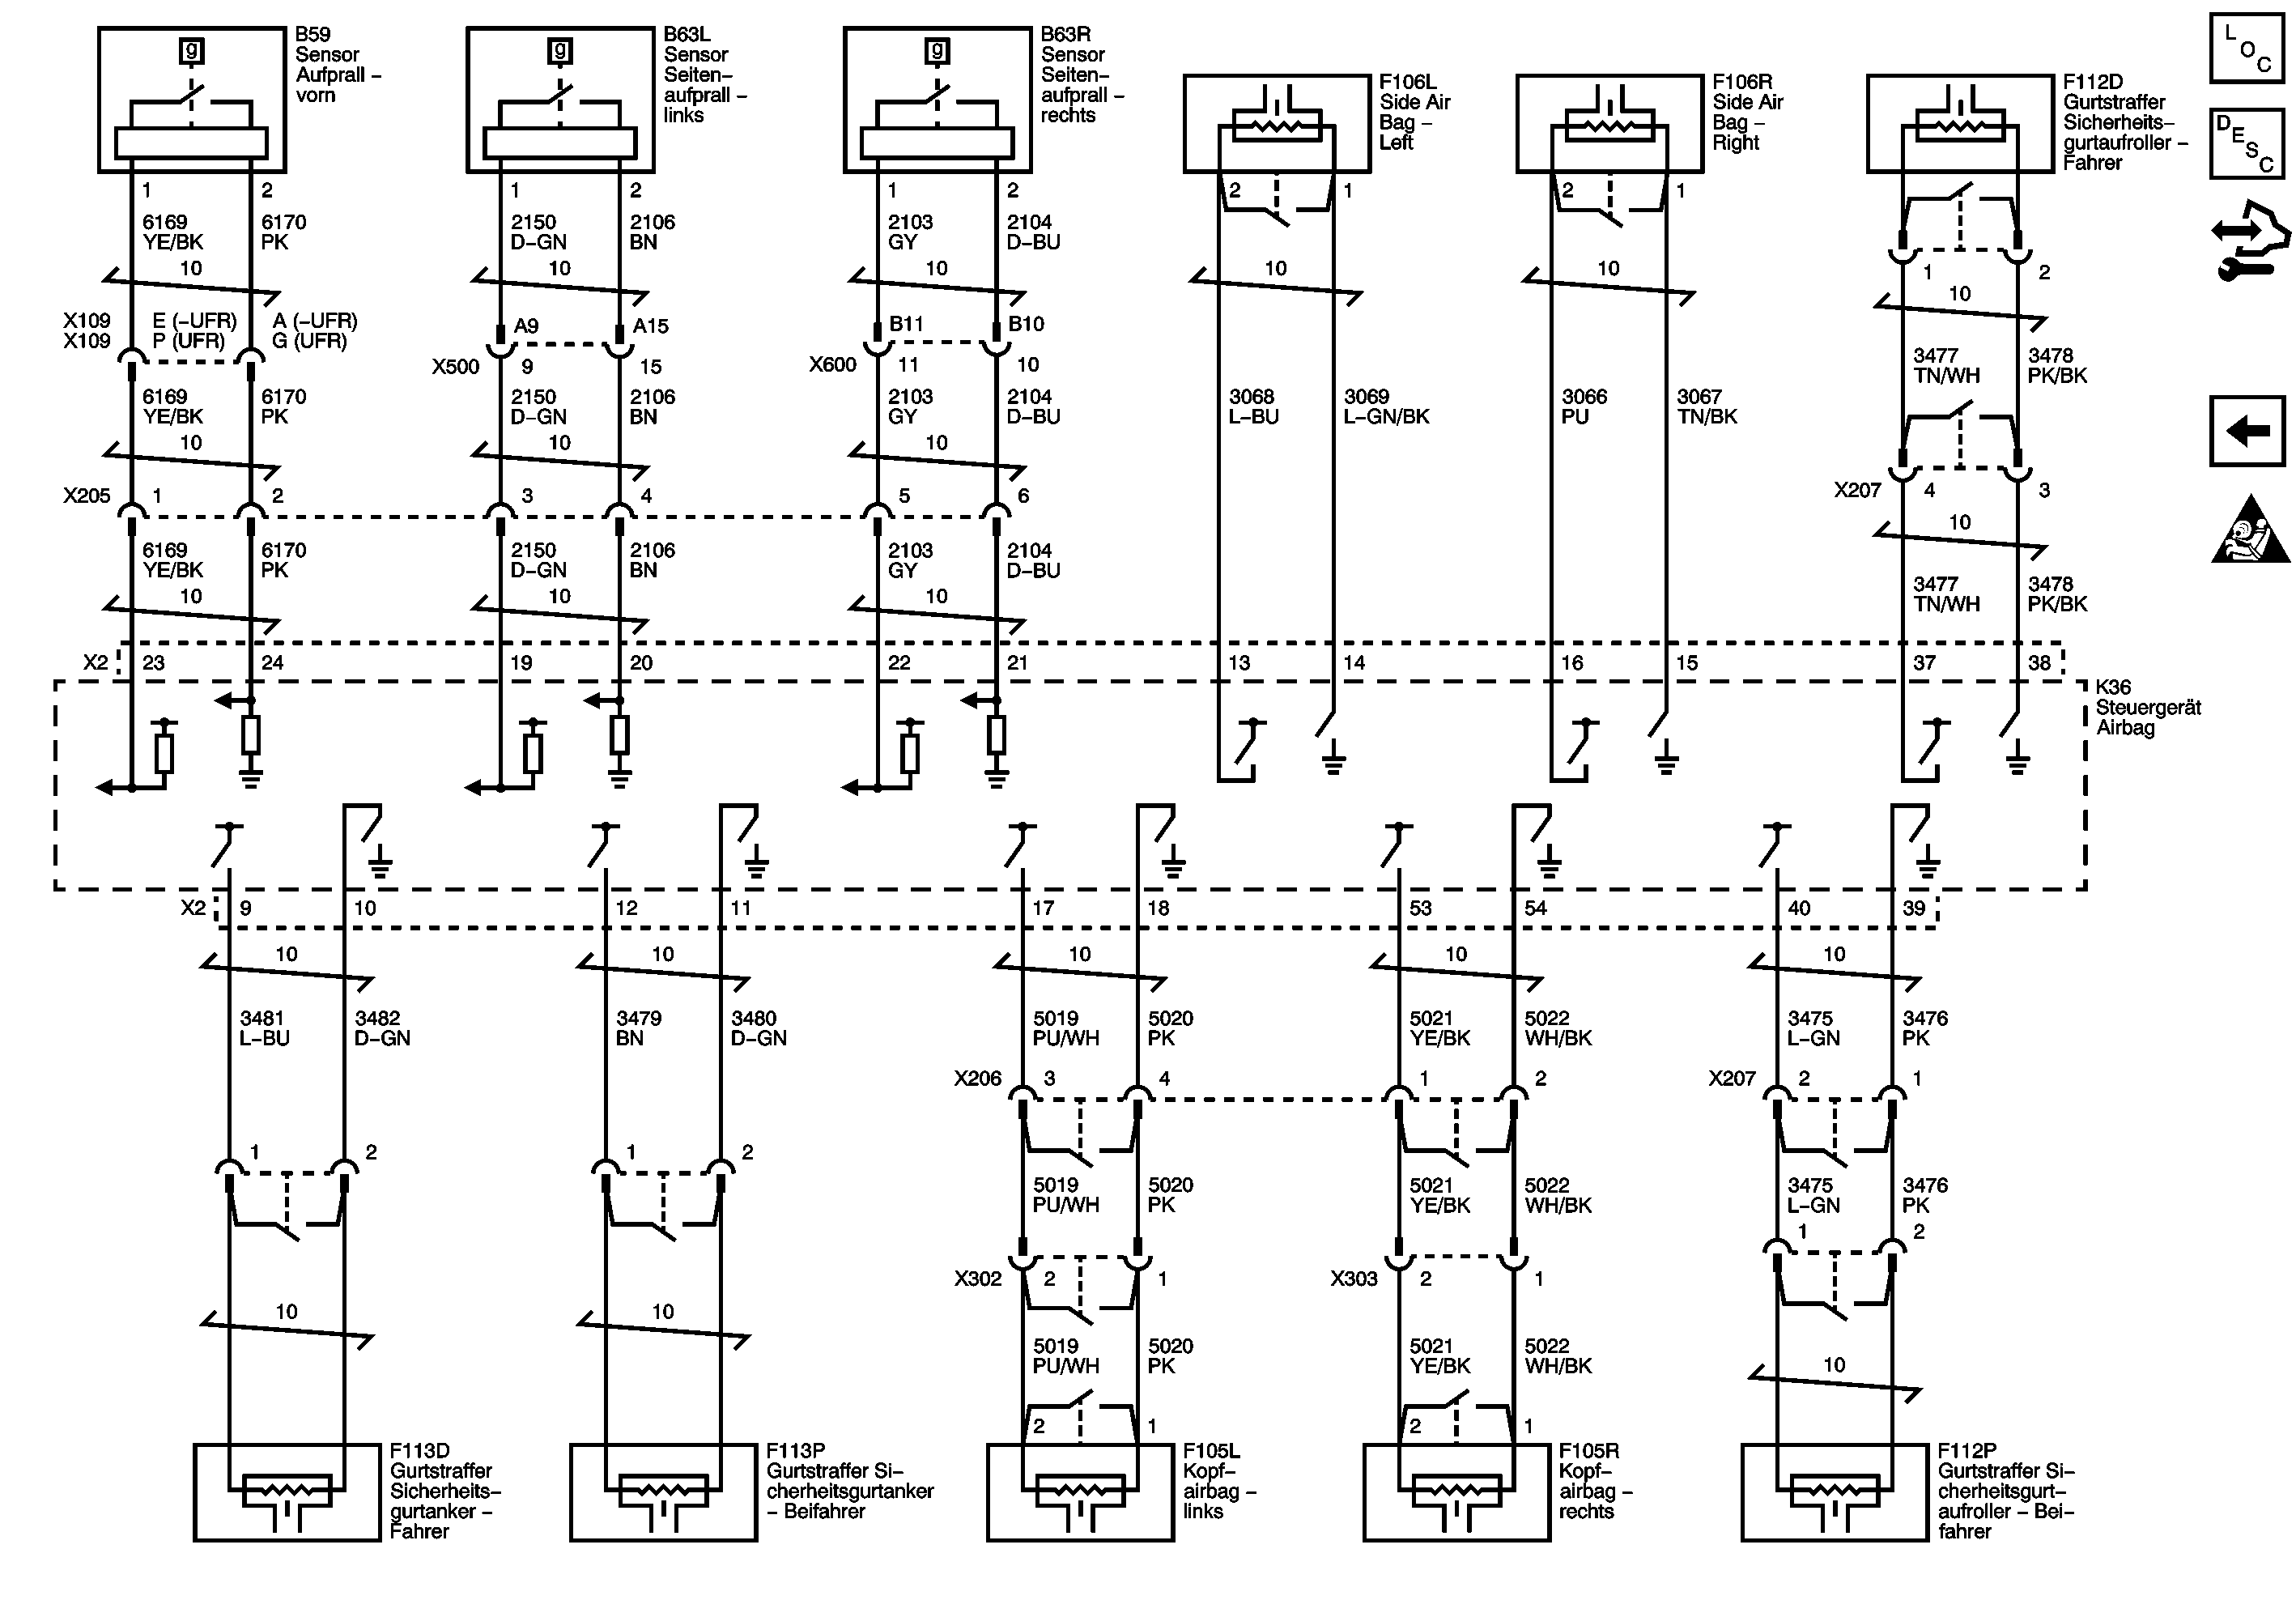 B59
Sensor
Aufprall –
vorn
g
B63L
Sensor
Seiten–
aufprall –
links
g
B63R
Sensor
Seiten–
aufprall –
rechts
g
F106L
Side Air
Bag –
Left
F106R
Side Air
Bag –
Right
F112D
Gurtstraffer
Sicherheits–
gurtaufroller –
Fahrer
L O C
D E S C
1 2 1 2 1 2 2 1 2 1
6169 6170 2150 2106 2103 2104
YE/BK PK D–GN BN GY D–BU
1 2
10 10 10 10 10 10
X109 E (–UFR) A (–UFR)
X109 P (UFR) G (UFR)
A9 A15 B11 B10
X500 9 15 X600 11 10
3477 3478
TN/WH PK/BK
6169 6170 2150 2106 2103 2104 3068 3069 3066 3067
YE/BK PK D–GN BN GY D–BU L–BU L–GN/BK PU TN/BK
10 10 10
X205 1 2 3 4 5 6 X207 4 3
10
6169 6170 2150 2106 2103 2104
YE/BK PK D–GN BN GY D–BU
3477 3478
TN/WH PK/BK
10 10 10
X2 23 24 19 20 22 21 13 14 16 15 37 38
K36
Steuergerät
Airbag
X2 9 10 12 11 17 18 53 54 40 39
10 10 10 10 10
3481 3482 3479 3480 5019 5020 5021 5022 3475 3476
L–BU D–GN BN D–GN PU/WH PK YE/BK WH/BK L–GN PK
X206 3 4 1 2 X207 2 1
1 2 1 2
5019 5020 5021 5022 3475 3476
PU/WH PK YE/BK WH/BK L–GN PK
1 2
X302 2 1 X303 2 1
10 10
5019 5020 5021 5022
PU/WH PK YE/BK WH/BK
10
2 1 2 1
F113D
Gurtstraffer
Sicherheits–
gurtanker –
Fahrer
F113P
Gurtstraffer Si–
cherheitsgurtanker
– Beifahrer
F105L
Kopf–
airbag –
links
F105R
Kopf–
airbag –
rechts
F112P
Gurtstraffer Si–
cherheitsgurt–
aufroller – Bei–
fahrer